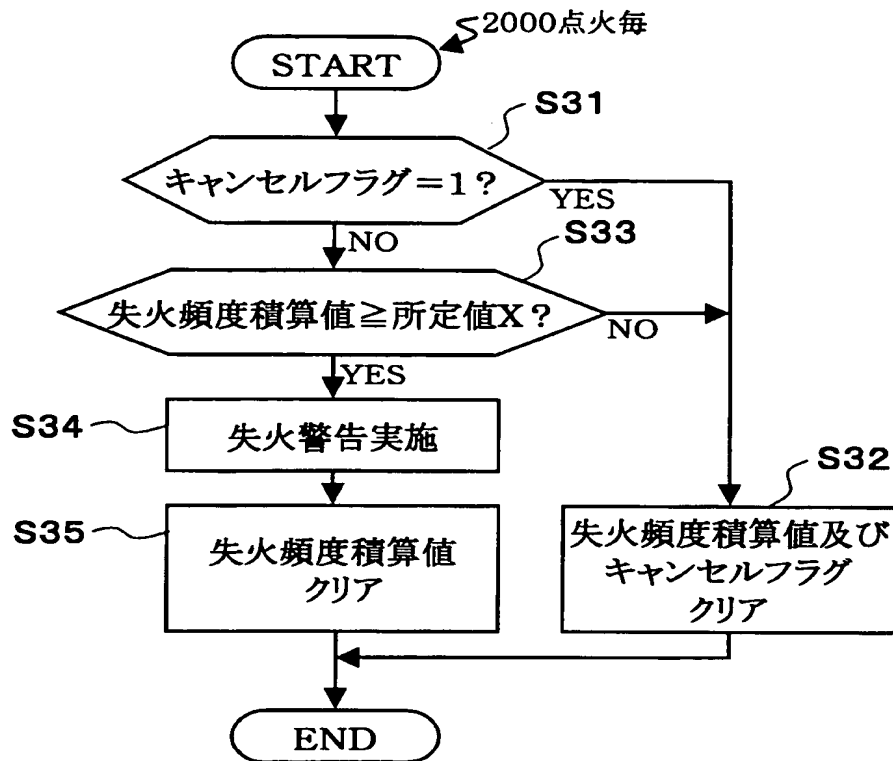 2000点火毎
START
S31
キャンセルフラグ＝1？
YES
NO
S33
失火頻度積算値≧所定値X？
NO
YES
S34
失火警告実施
S32
S35
失火頻度積算値
クリア
失火頻度積算値及び
キャンセルフラグ
クリア
END